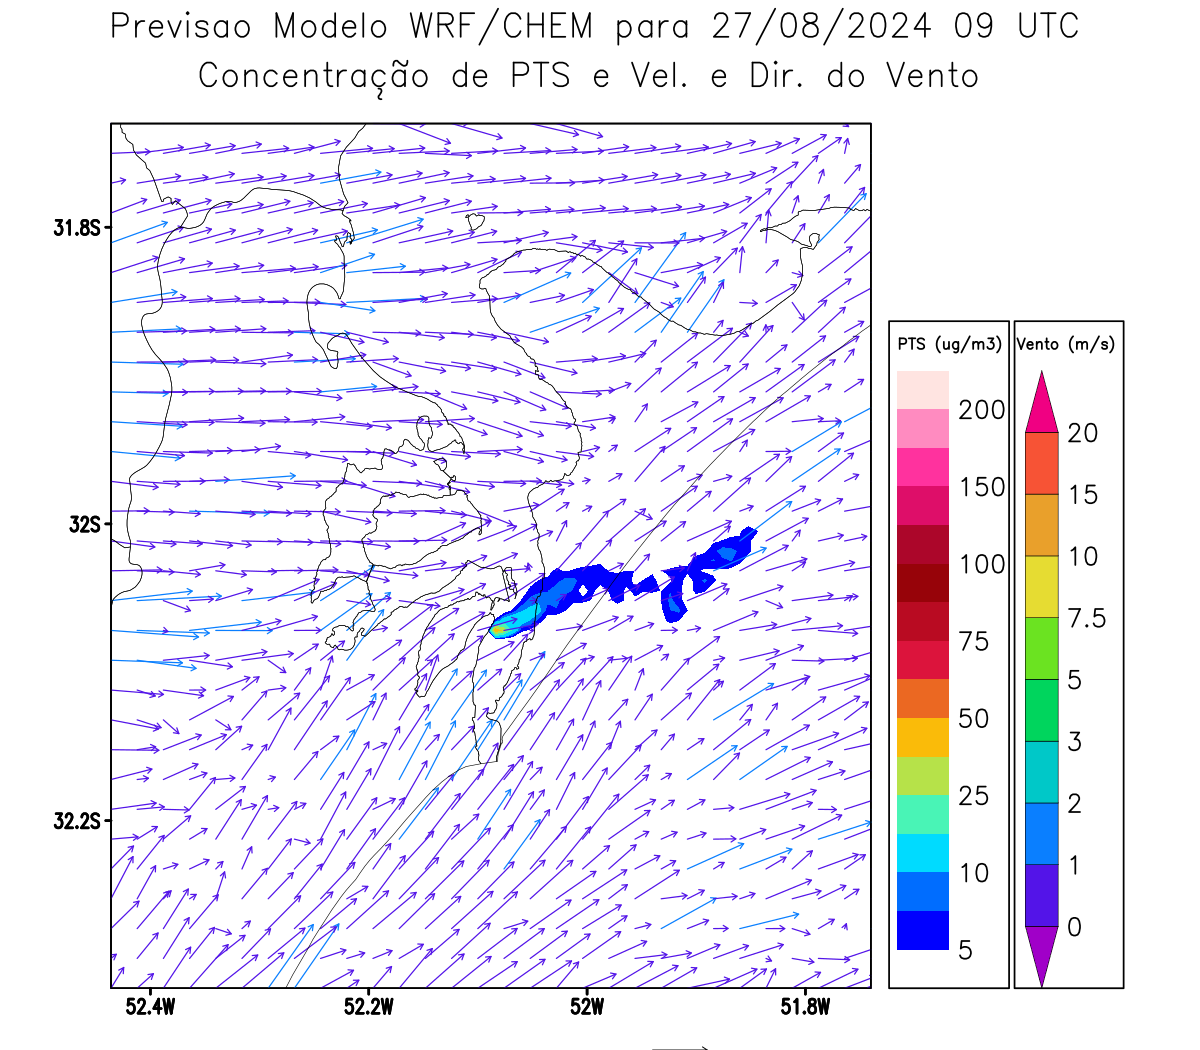 Previsao Modelo WRF/CHEM para 27/08/2024 09 UTC
Concentração de PTS e Vel. e Dir. do Vento
31.8S
32S
32.2S
52.4W 52.2W 52W 51.8W
PTS (ug/m3)
200
150
100
75
50
25
10
5
Vento (m/s)
20
15
10
7.5
5
3
2
1
0